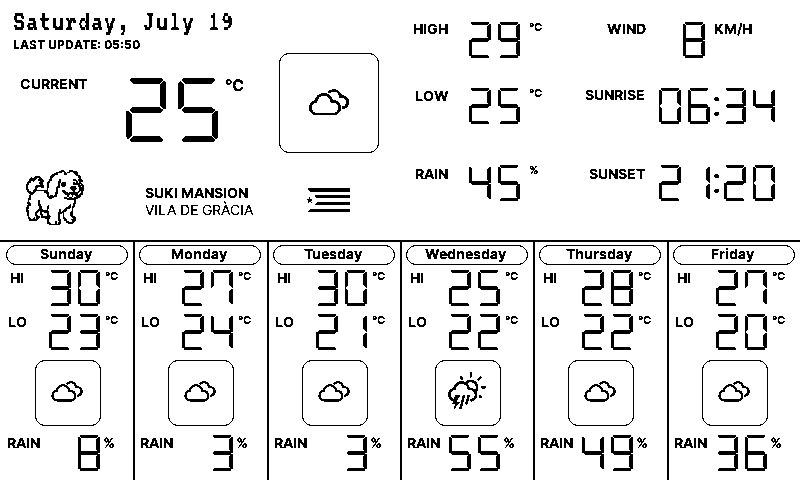 Saturday, July 19
LAST UPDATE: 05:50
CURRENT 25 °C
HIGH 29 °C
WIND 8 KM/H
LOW 25 °C
SUNRISE 06:34
RAIN 45 %
SUNSET 21:20
SUKI MANSION
VILA DE GRÀCIA
Sunday
HI 30 °C
LO 23 °C
RAIN 8 %
Monday
HI 27 °C
LO 24 °C
RAIN 3 %
Tuesday
HI 30 °C
LO 21 °C
RAIN 3 %
Wednesday
HI 25 °C
LO 22 °C
RAIN 55 %
Thursday
HI 28 °C
LO 22 °C
RAIN 49 %
Friday
HI 27 °C
LO 20 °C
RAIN 36 %